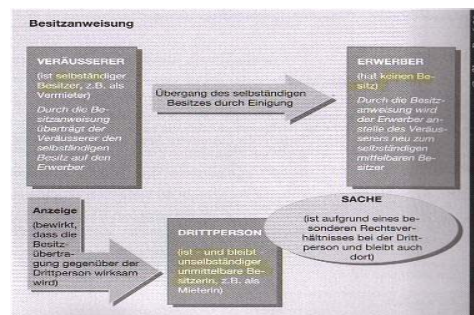 Besitzanweisung
VERÄUSSERER
(ist selbständiger
Besitzer, z.B. als
Vermieter)
Durch die Be-
sitzanweisung
überträgt der
Veräusserer den
selbständigen
Besitz auf den
Erwerber
Übergang des selbständigen
Besitzes durch Einigung
ERWERBER
(hat keinen Be-
sitz)
Durch die Besitz-
anweisung wird
der Erwerber an-
stelle des Veräus-
serers neu zum
selbständigen
mittelbaren Be-
sitzer
Anzeige
(bewirkt,
dass die
Besitz-
übertra-
gung gegenüber der
Drittperson wirksam
wird)
DRITTPERSON
(ist - und bleibt -
unselbständiger
unmittelbare Be-
sitzerin, z.B. als
Mieterin)
SACHE
(ist aufgrund eines be-
sonderen Rechtsver-
hältnisses bei der Dritt-
person und bleibt auch
dort)